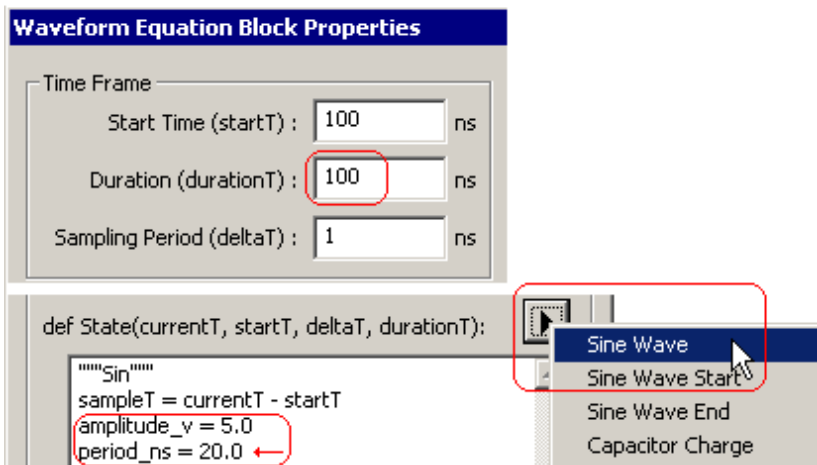 Waveform Equation Block Properties
Time Frame
Start Time (startT) : 100 ns
Duration (durationT) : 100 ns
Sampling Period (deltaT) : 1 ns
def State(currentT, startT, deltaT, durationT):
"""Sin"""
sampleT = currentT - startT
amplitude_v = 5.0
period_ns = 20.0
Sine Wave
Sine Wave Start
Sine Wave End
Capacitor Charge